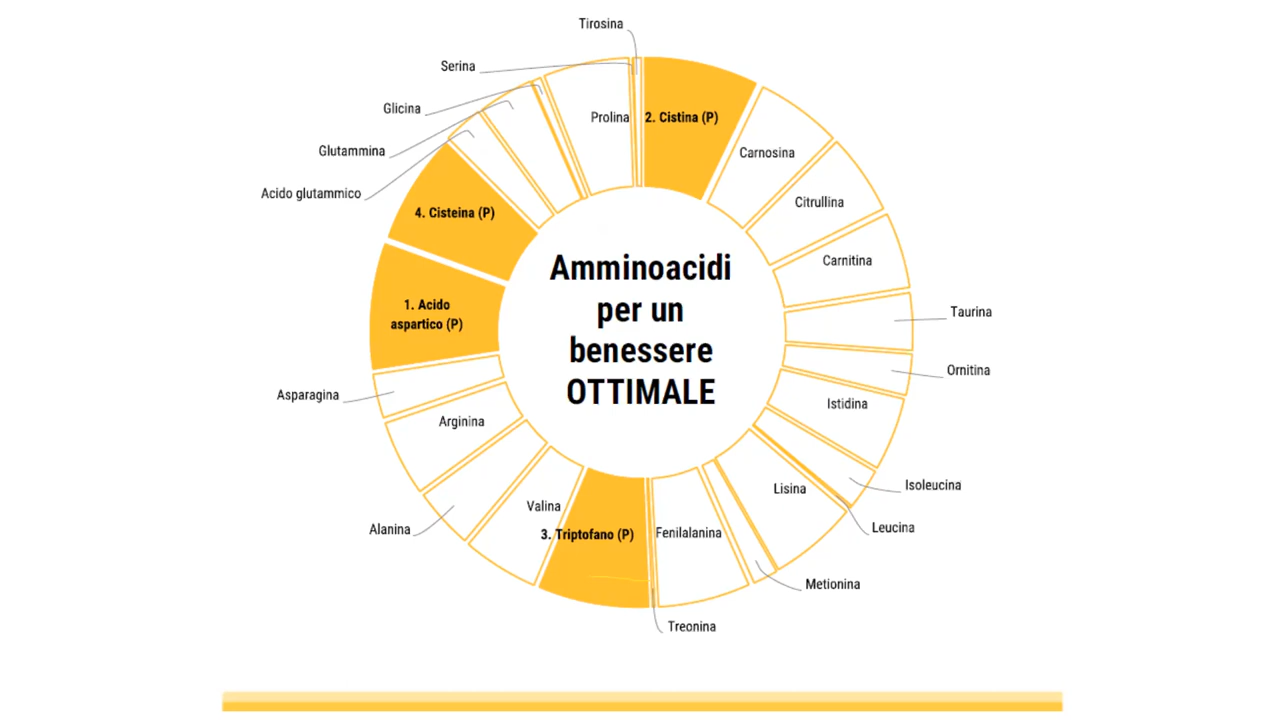 Tirosina
Serina
Glicina
Glutammina
Acido glutammico
Prolina
2. Cistina (P)
Carnosina
Citrullina
Carnitina
Taurina
Ornitina
Istidina
Isoleucina
Leucina
Lisina
Metionina
Fenilalanina
Treonina
3. Triptofano (P)
Valina
Alanina
Arginina
Asparagina
1. Acido
aspartico (P)
4. Cisteina (P)
Amminoacidi
per un
benessere
OTTIMALE